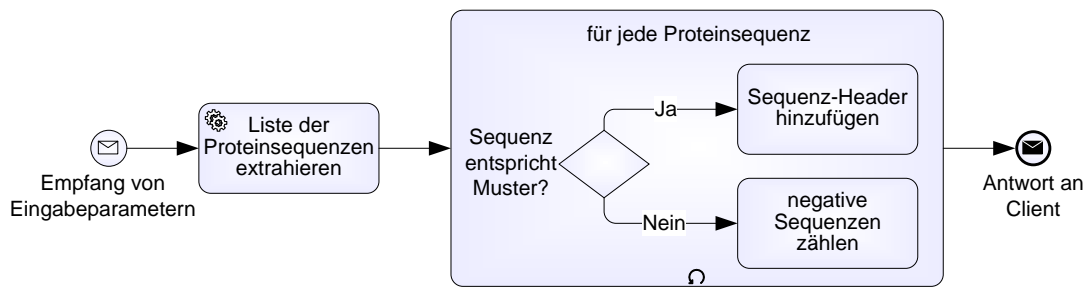 für jede Proteinsequenz
Empfang von
Eingabeparametern
Liste der
Proteinsequenzen
extrahieren
Sequenz
entspricht
Muster?
Ja
Sequenz-Header
hinzufügen
Nein
negative
Sequenzen
zählen
Antwort an
Client